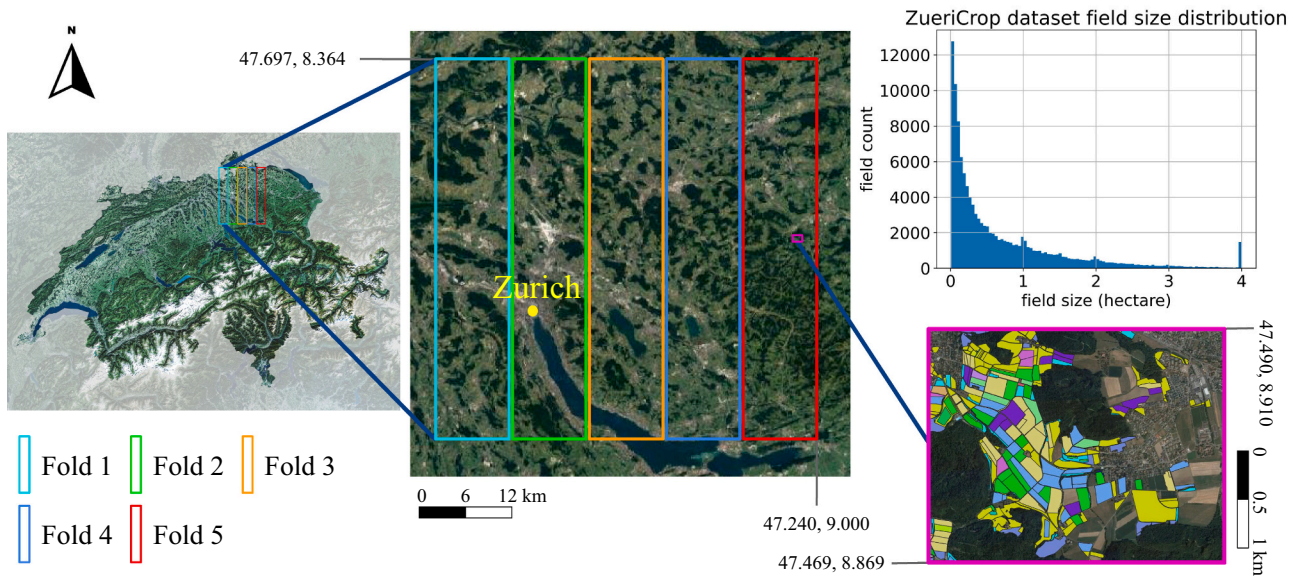 N
47.697, 8.364
ZueriCrop dataset field size distribution
12000
10000
8000
6000
4000
2000
0
field count
0 1 2 3 4
field size (hectare)
Zurich
Fold 1 Fold 2 Fold 3
Fold 4 Fold 5
0 6 12 km
47.240, 9.000
47.469, 8.869
47.490, 8.910
0 0.5 1 km